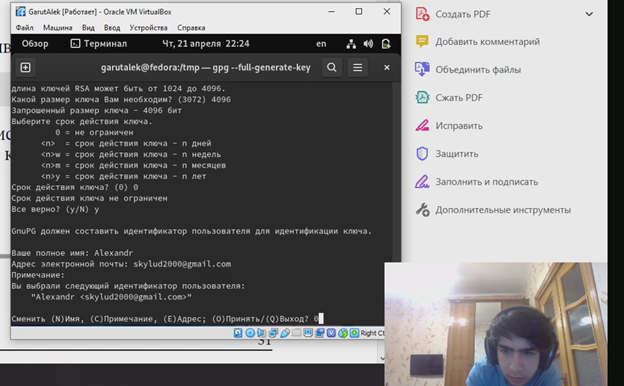 GarutAlek [Работает] - Oracle VM VirtualBox
Файл Машина Вид Ввод Устройства Справка
Обзор Терминал Чт, 21 апреля 22:24 en
garutalek@fedora:/tmp — gpg --full-generate-key
длина ключей RSA может быть от 1024 до 4096.
Какой размер ключа Вам необходим? (3072) 4096
Запрошенный размер ключа - 4096 бит
Выберите срок действия ключа.
0 = не ограничен
<n> = срок действия ключа - n дней
<n>w = срок действия ключа - n недель
<n>m = срок действия ключа - n месяцев
<n>y = срок действия ключа - n лет
Срок действия ключа? (0) 0
Срок действия ключа не ограничен
Все верно? (y/N) y
GnuPG должен составить идентификатор пользователя для идентификации ключа.
Ваше полное имя: Alexandr
Адрес электронной почты: skylud2000@gmail.com
Примечание:
Вы выбрали следующий идентификатор пользователя:
"Alexandr <skylud2000@gmail.com>"
Сменить (N)Имя, (C)Примечание, (E)Адрес; (O)Принять/(Q)Выход? 0
Right Ct
31
Создать PDF
Добавить комментарий
Объединить файлы
Сжать PDF
Исправить
Защитить
Заполнить и подписать
Дополнительные инструменты